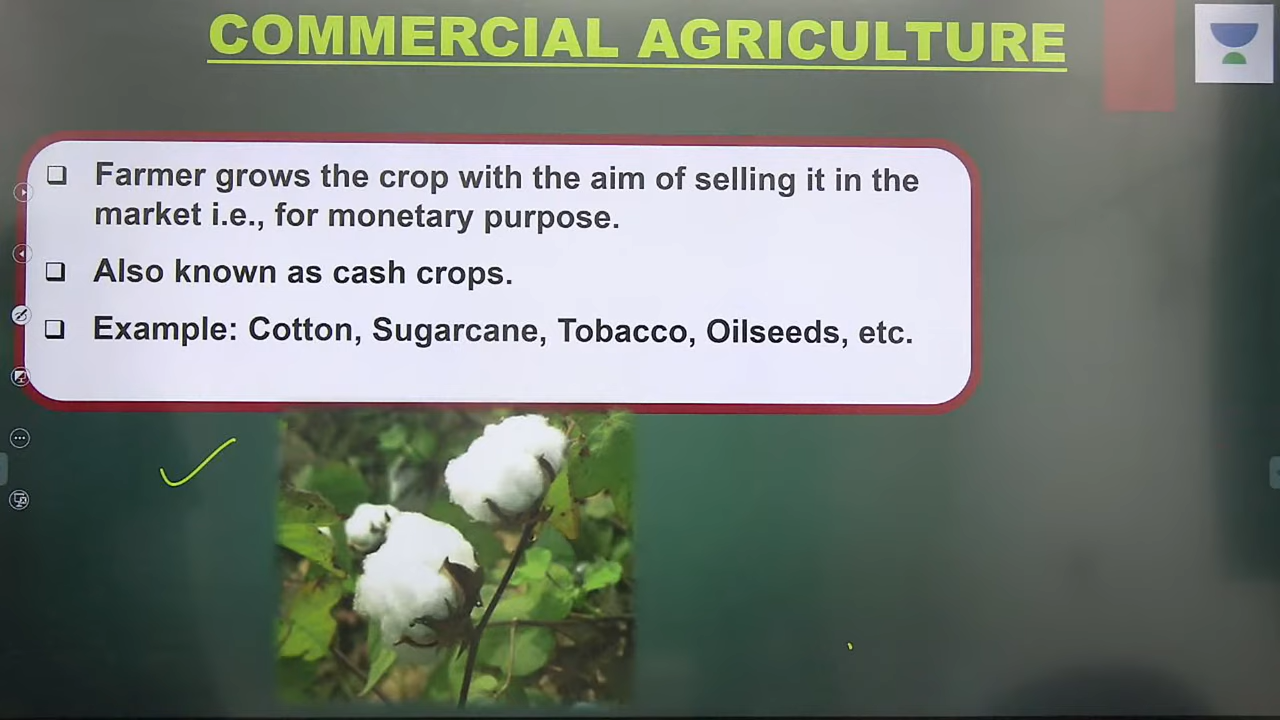 COMMERCIAL AGRICULTURE
Farmer grows the crop with the aim of selling it in the
market i.e., for monetary purpose.
Also known as cash crops.
Example: Cotton, Sugarcane, Tobacco, Oilseeds, etc.